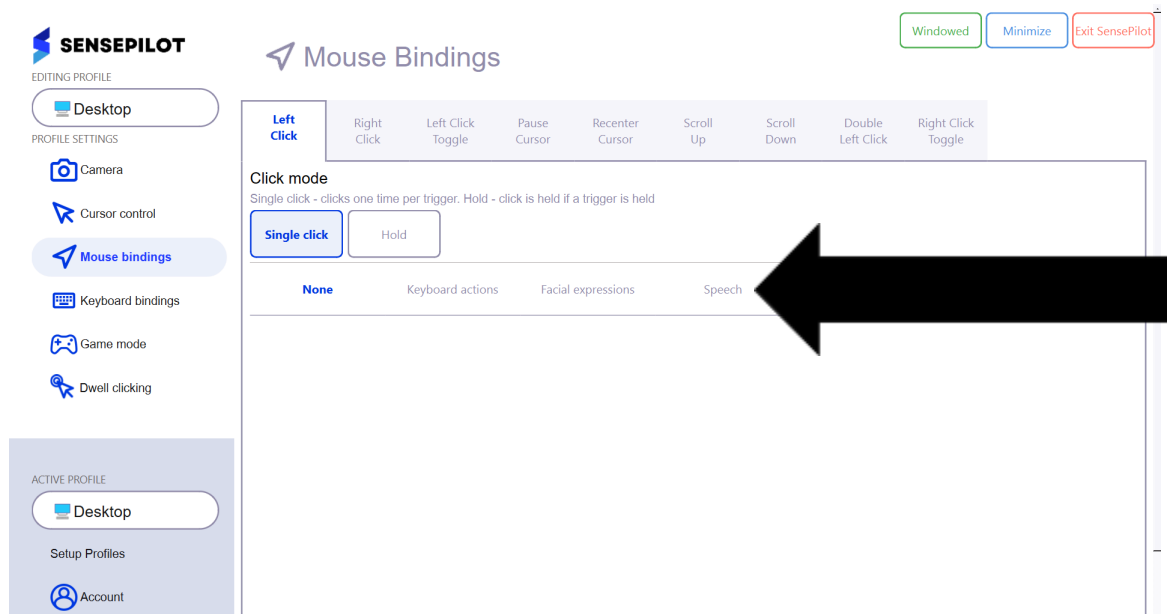 SENSEPILOT
EDITING PROFILE
Desktop
PROFILE SETTINGS
Camera
Cursor control
Mouse bindings
Keyboard bindings
Game mode
Dwell clicking
ACTIVE PROFILE
Desktop
Setup Profiles
Account
Windowed
Minimize
Exit SensePilot
Mouse Bindings
Left
Click
Right
Click
Left Click
Toggle
Pause
Cursor
Recenter
Cursor
Scroll
Up
Scroll
Down
Double
Left Click
Right Click
Toggle
Click mode
Single click - clicks one time per trigger. Hold - click is held if a trigger is held
Single click
Hold
None
Keyboard actions
Facial expressions
Speech